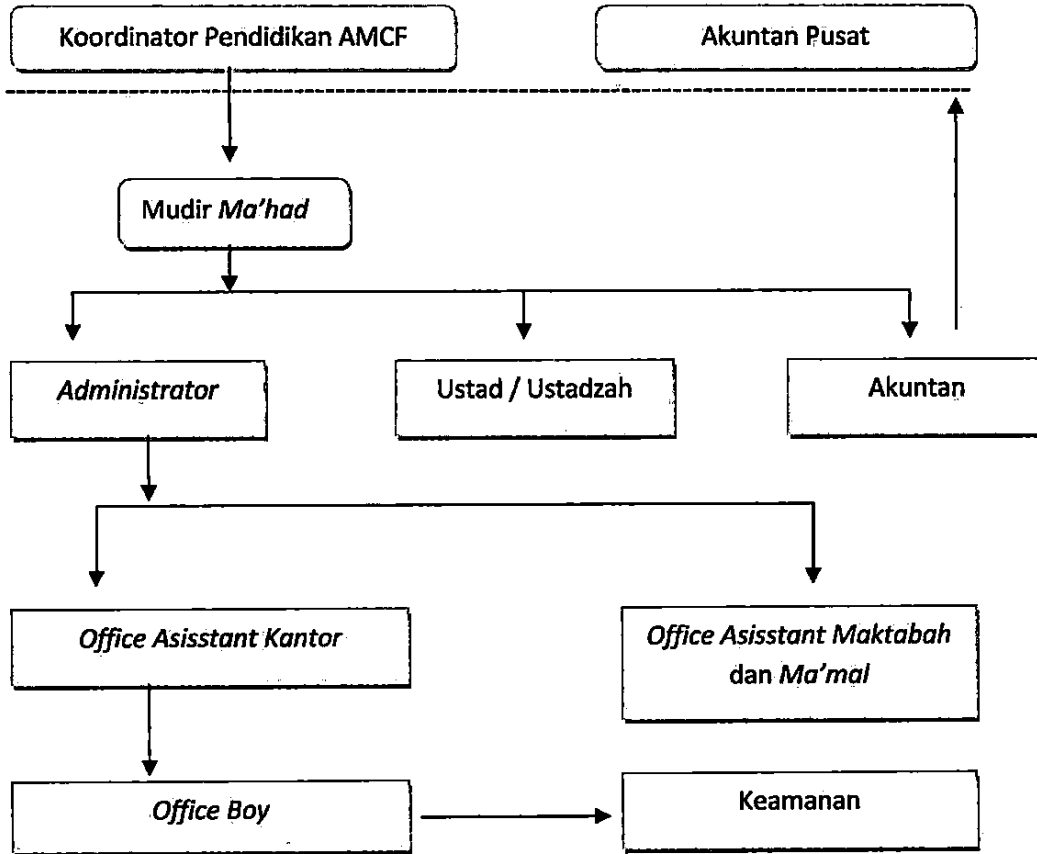 Koordinator Pendidikan AMCF
Akuntan Pusat
Mudir Ma'had
Administrator
Ustad / Ustadzah
Akuntan
Office Asisstant Kantor
Office Asisstant Maktabah
dan Ma'mal
Office Boy
Keamanan